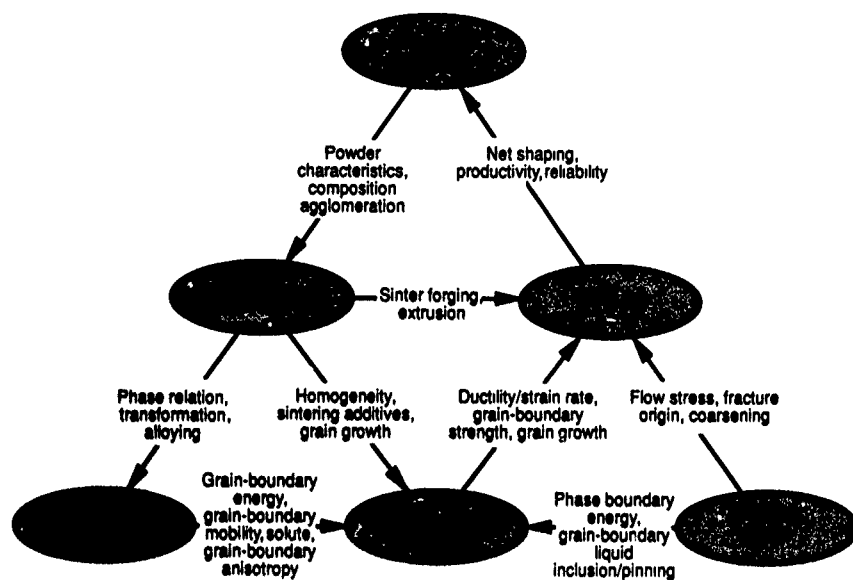 Powder
characteristics,
composition
agglomeration
Net shaping,
productivity, reliability
Sinter forging,
extrusion
Phase relation,
transformation,
alloying
Homogeneity,
sintering additives,
grain growth
Ductility/strain rate,
grain-boundary
strength, grain growth
Flow stress, fracture
origin, coarsening
Grain-boundary
energy,
grain-boundary
mobility, solute,
grain-boundary
anisotropy
Phase boundary
energy,
grain-boundary
liquid
inclusion/pinning